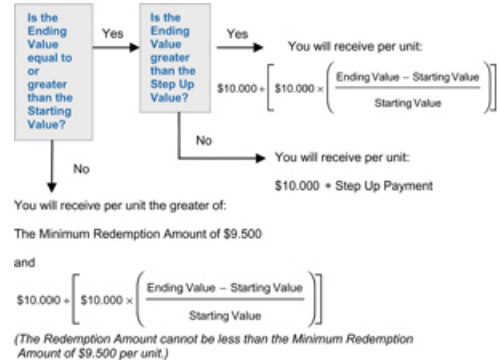 Is the
Ending
Value
equal to
or
greater
than the
Starting
Value?
Yes
Is the
Ending
Value
greater
than the
Step Up
Value?
Yes
You will receive per unit:
$10.000 + [ $10.000 × ( Ending Value – Starting Value
Starting Value ) ]
No
You will receive per unit:
$10.000 + Step Up Payment
No
You will receive per unit the greater of:
The Minimum Redemption Amount of $9.500
and
$10.000 + [ $10.000 × ( Ending Value – Starting Value
Starting Value ) ]
(The Redemption Amount cannot be less than the Minimum Redemption
Amount of $9.500 per unit.)